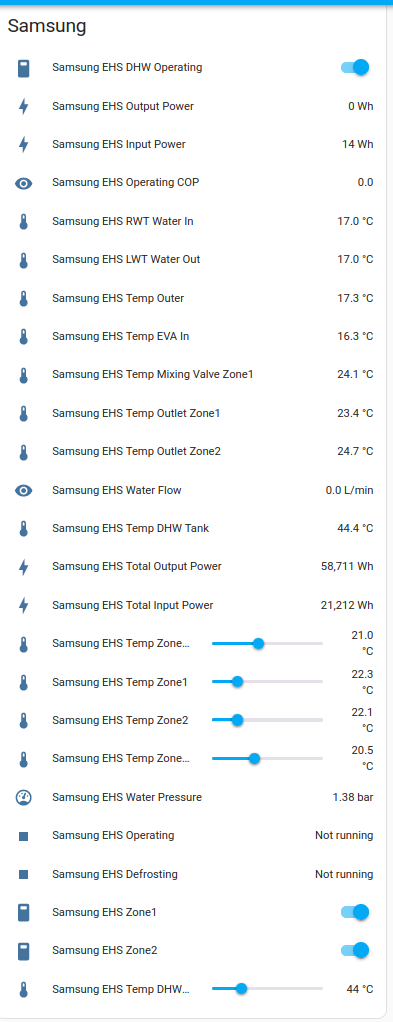 Samsung
Samsung EHS DHW Operating
Samsung EHS Output Power 0 Wh
Samsung EHS Input Power 14 Wh
Samsung EHS Operating COP 0.0
Samsung EHS RWT Water In 17.0 °C
Samsung EHS LWT Water Out 17.0 °C
Samsung EHS Temp Outer 17.3 °C
Samsung EHS Temp EVA In 16.3 °C
Samsung EHS Temp Mixing Valve Zone1 24.1 °C
Samsung EHS Temp Outlet Zone1 23.4 °C
Samsung EHS Temp Outlet Zone2 24.7 °C
Samsung EHS Water Flow 0.0 L/min
Samsung EHS Temp DHW Tank 44.4 °C
Samsung EHS Total Output Power 58,711 Wh
Samsung EHS Total Input Power 21,212 Wh
Samsung EHS Temp Zone... 21.0
°C
Samsung EHS Temp Zone1 22.3
°C
Samsung EHS Temp Zone2 22.1
°C
Samsung EHS Temp Zone... 20.5
°C
Samsung EHS Water Pressure 1.38 bar
Samsung EHS Operating Not running
Samsung EHS Defrosting Not running
Samsung EHS Zone1
Samsung EHS Zone2
Samsung EHS Temp DHW... 44 °C